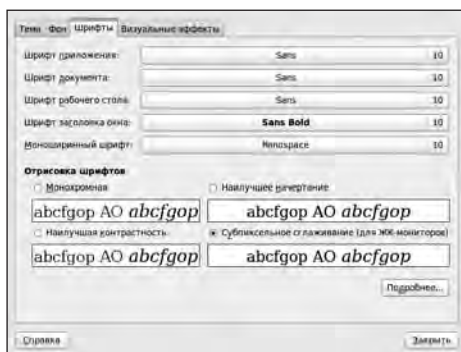 Тема Фон Шрифты Визуальные эффекты
Шрифт приложения: Sans 10
Шрифт документа: Sans 10
Шрифт рабочего стола: Sans 10
Шрифт заголовка окна: Sans Bold 10
Моноширинный шрифт: Monospace 10
Отрисовка шрифтов
Монохромная Наилучшее начертание
abcfgop AO abcfgop abcfgop AO abcfgop
Наилучшая контрастность Субпиксельное сглаживание (для ЖК-мониторов)
abcfgop AO abcfgop abcfgop AO abcfgop
Подробнее...
Справка Закрыть